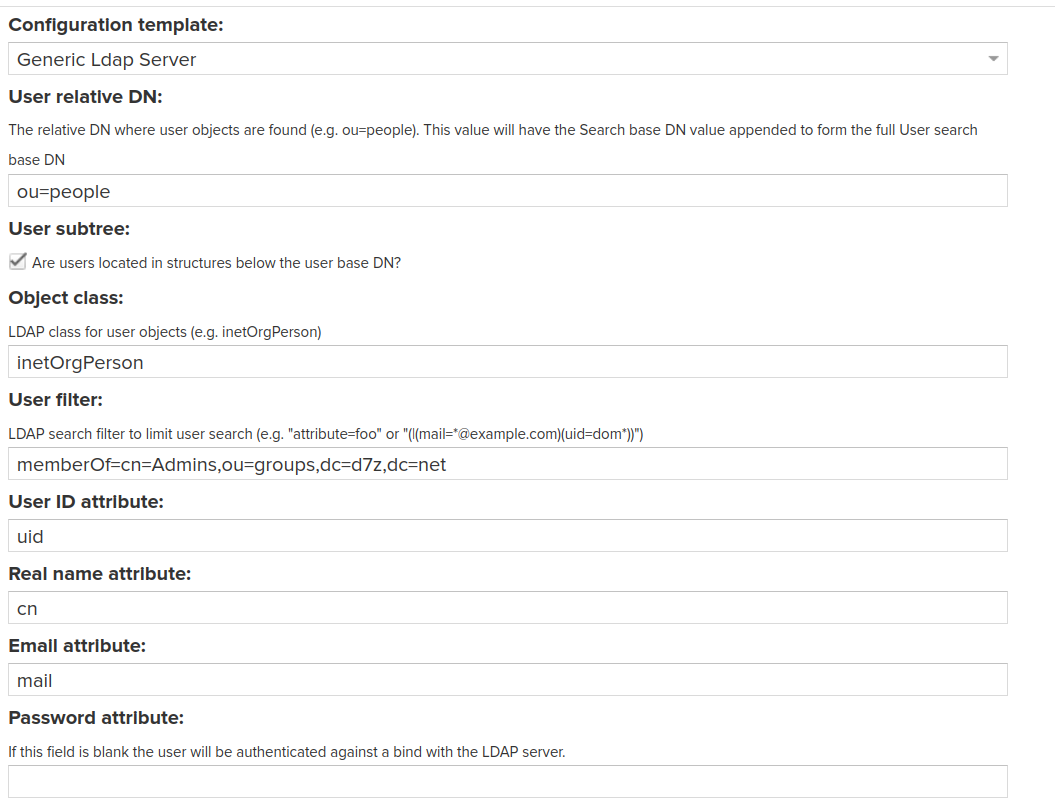 Configuration template:
Generic Ldap Server
User relative DN:
The relative DN where user objects are found (e.g. ou=people). This value will have the Search base DN value appended to form the full User search
base DN
ou=people
User subtree:
Are users located in structures below the user base DN?
Object class:
LDAP class for user objects (e.g. inetOrgPerson)
inetOrgPerson
User filter:
LDAP search filter to limit user search (e.g. "attribute=foo" or "(|(mail=*@example.com)(uid=dom*))")
memberOf=cn=Admins,ou=groups,dc=d7z,dc=net
User ID attribute:
uid
Real name attribute:
cn
Email attribute:
mail
Password attribute:
If this field is blank the user will be authenticated against a bind with the LDAP server.